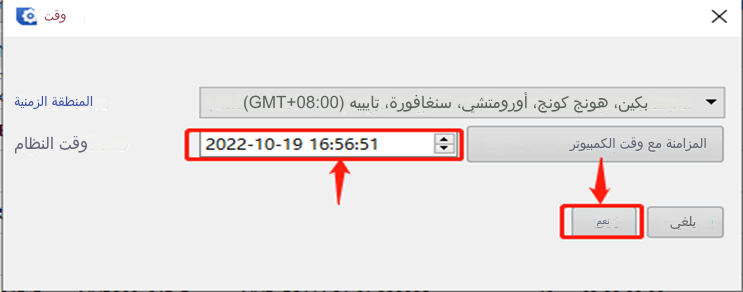 وقت
المنطقة الزمنية
بكين، هونج كونج، أورومتشي، سنغافورة، تايبيه (GMT+08:00)
وقت النظام
2022-10-19 16:56:51
المزامنة مع وقت الكمبيوتر
نعم
يلغي